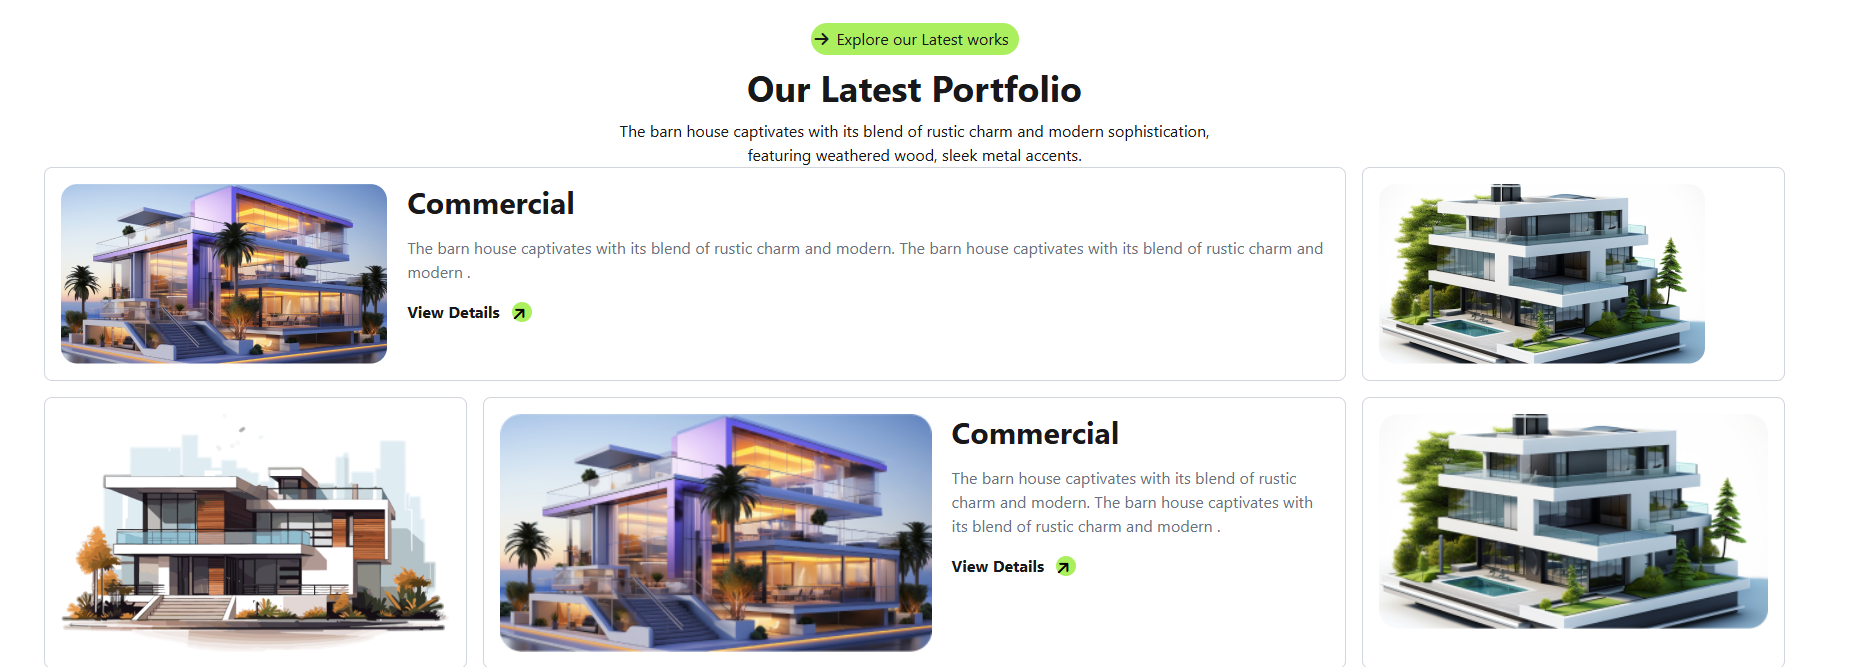 Explore our Latest works
Our Latest Portfolio
The barn house captivates with its blend of rustic charm and modern sophistication,
featuring weathered wood, sleek metal accents.
Commercial
The barn house captivates with its blend of rustic charm and modern. The barn house captivates with its blend of rustic charm and
modern .
View Details
Commercial
The barn house captivates with its blend of rustic
charm and modern. The barn house captivates with
its blend of rustic charm and modern .
View Details